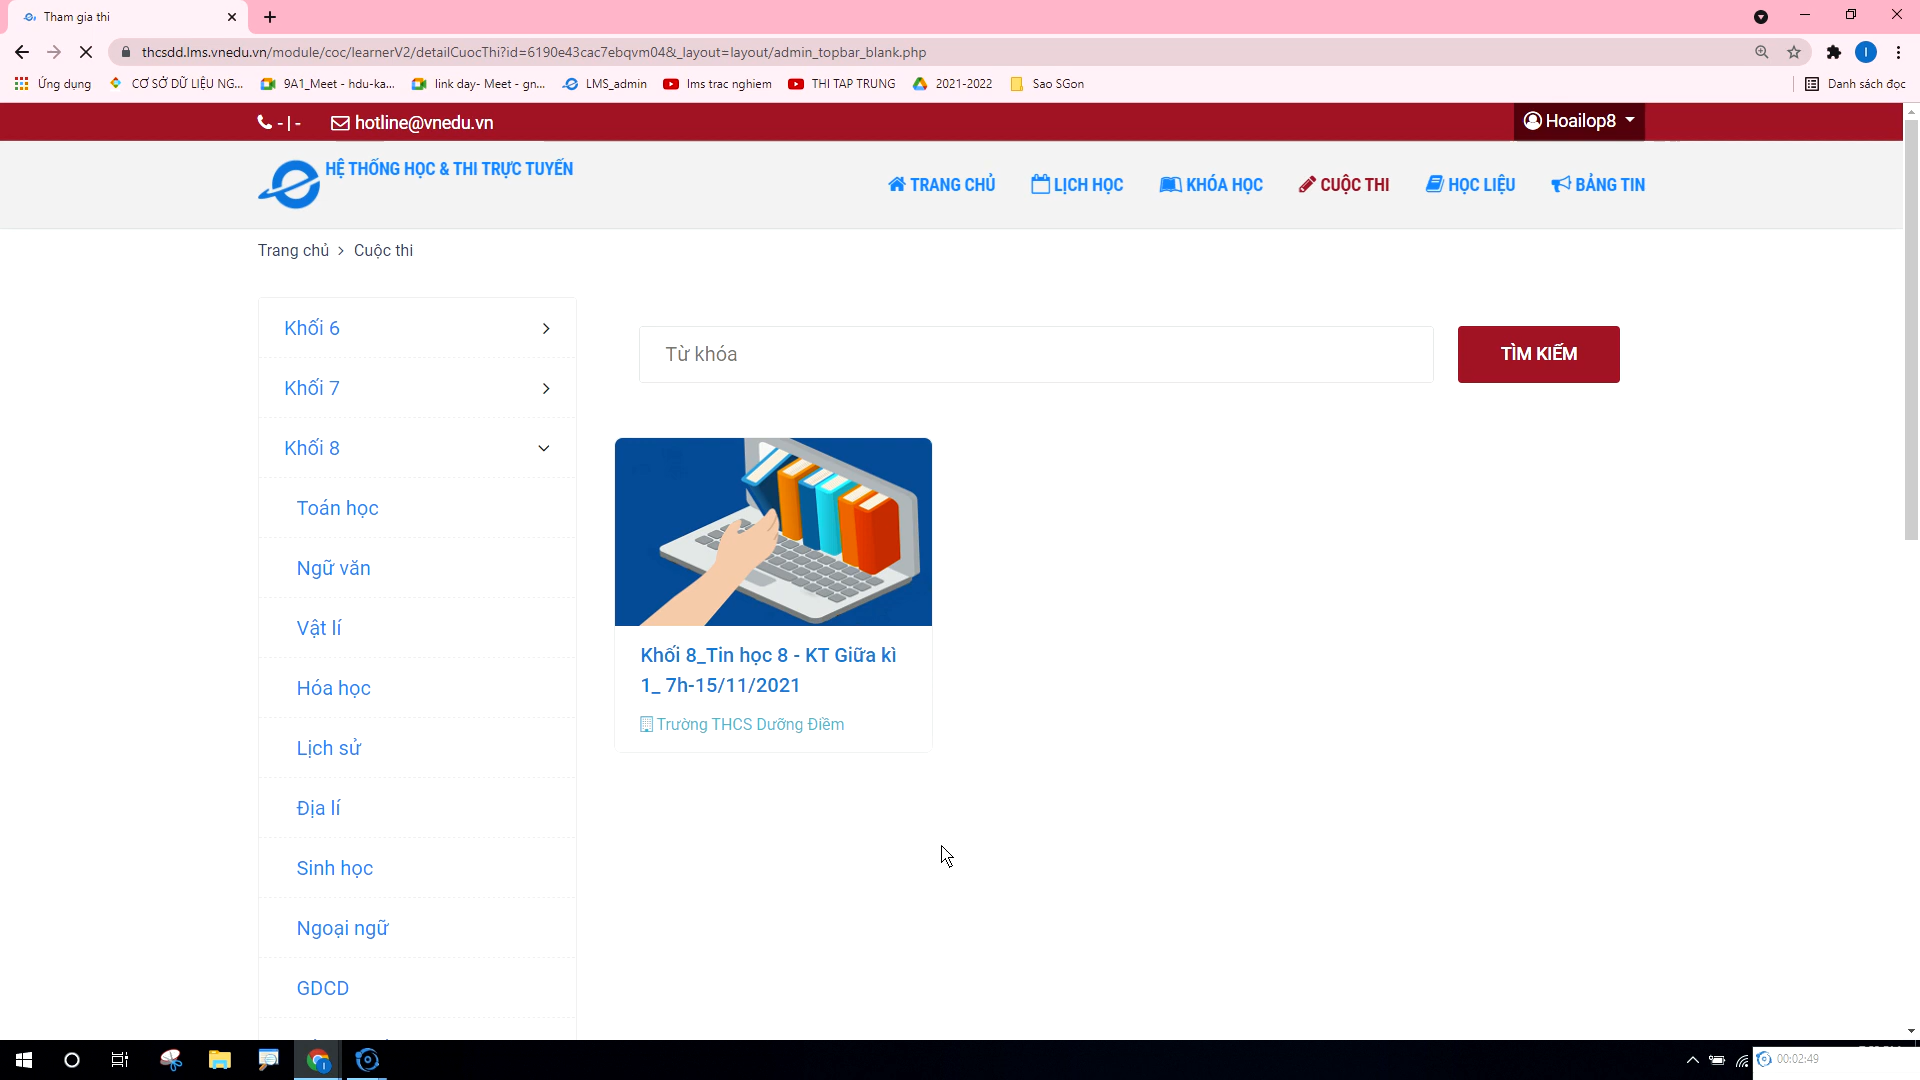 Tham gia thi
thcsdd.lms.vnedu.vn/module/coc/learnerV2/detailCuocThi?id=6190e43cac7ebqvm04&_layout=layout/admin_topbar_blank.php
Ứng dụng CƠ SỞ DỮ LIỆU NG... 9A1_Meet - hdu-ka... link day- Meet - gn... LMS_admin lms trac nghiem THI TAP TRUNG 2021-2022 Sao SGon Danh sách đọc
- | - hotline@vnedu.vn Hoailop8
HỆ THỐNG HỌC & THI TRỰC TUYẾN
TRANG CHỦ LỊCH HỌC KHÓA HỌC CUỘC THI HỌC LIỆU BẢNG TIN
Trang chủ > Cuộc thi
Khối 6
Khối 7
Khối 8
Toán học
Ngữ văn
Vật lí
Hóa học
Lịch sử
Địa lí
Sinh học
Ngoại ngữ
GDCD
Từ khóa TÌM KIẾM
Khối 8_Tin học 8 - KT Giữa kì
1_ 7h-15/11/2021
Trường THCS Dưỡng Điềm
00:02:49